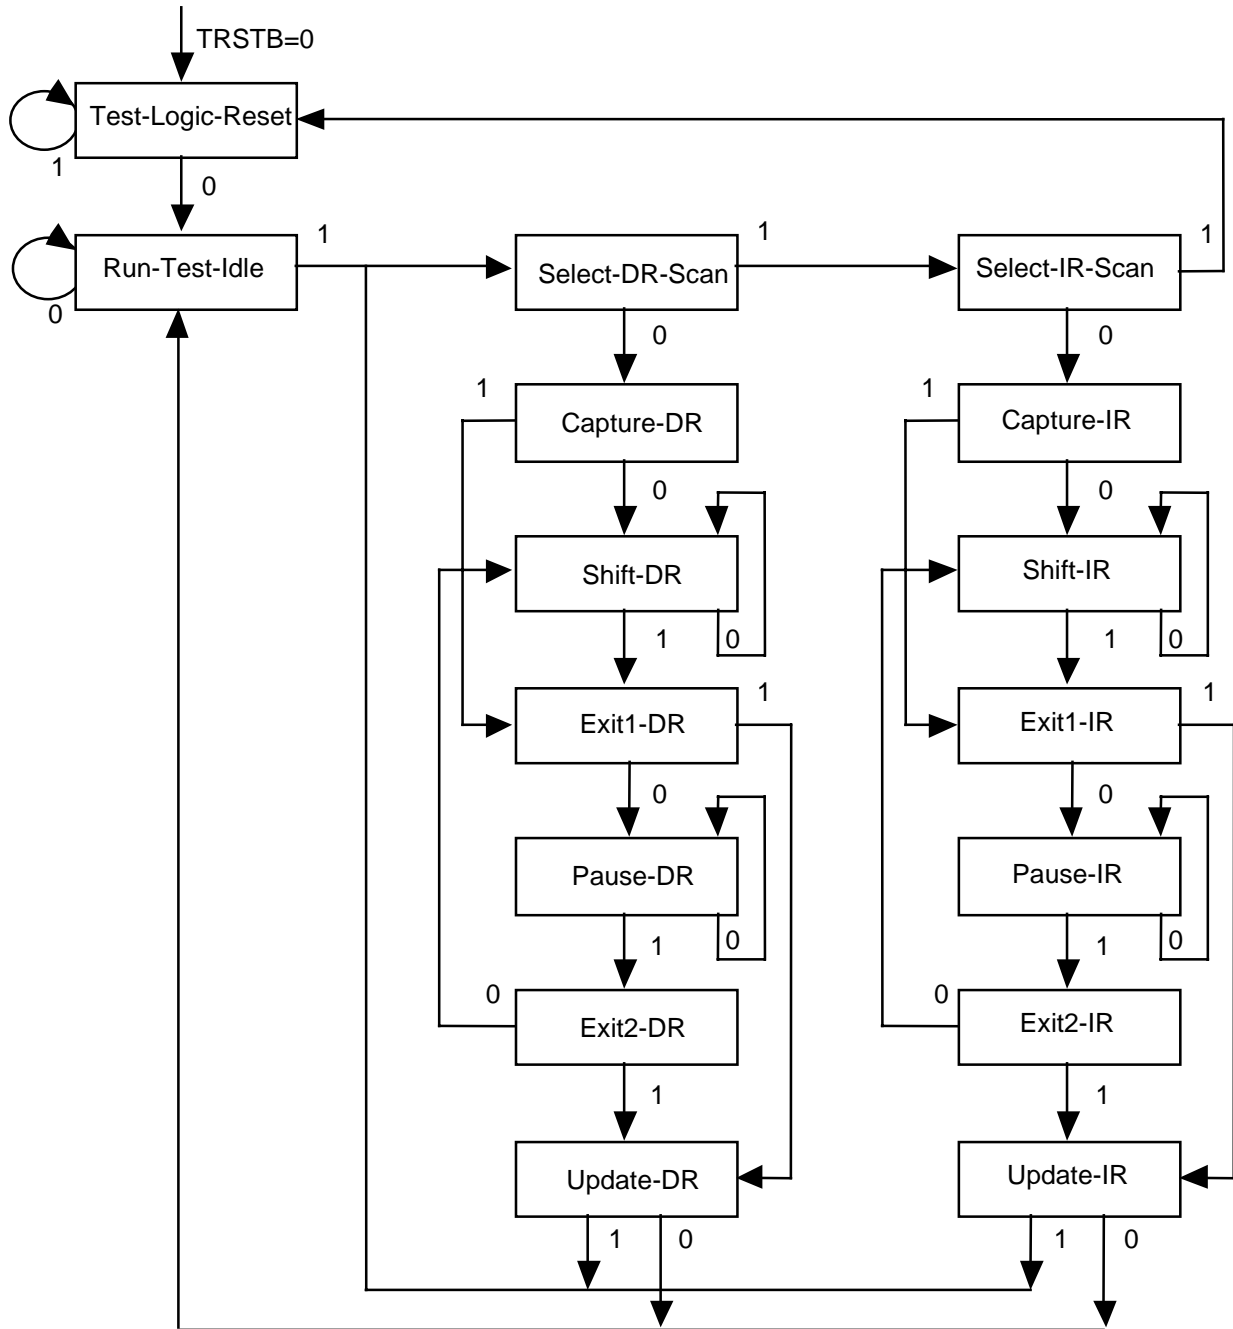 TRSTB=0
Test-Logic-Reset
1
0
Run-Test-Idle
0
1
Select-DR-Scan
1
Select-IR-Scan
1
0
0
1
Capture-DR
0
1
Capture-IR
0
Shift-DR
1
0
Shift-IR
1
0
Exit1-DR
1
0
Exit1-IR
1
0
Pause-DR
1
0
Pause-IR
1
0
0
Exit2-DR
1
0
Exit2-IR
1
Update-DR
1
0
Update-IR
1
0